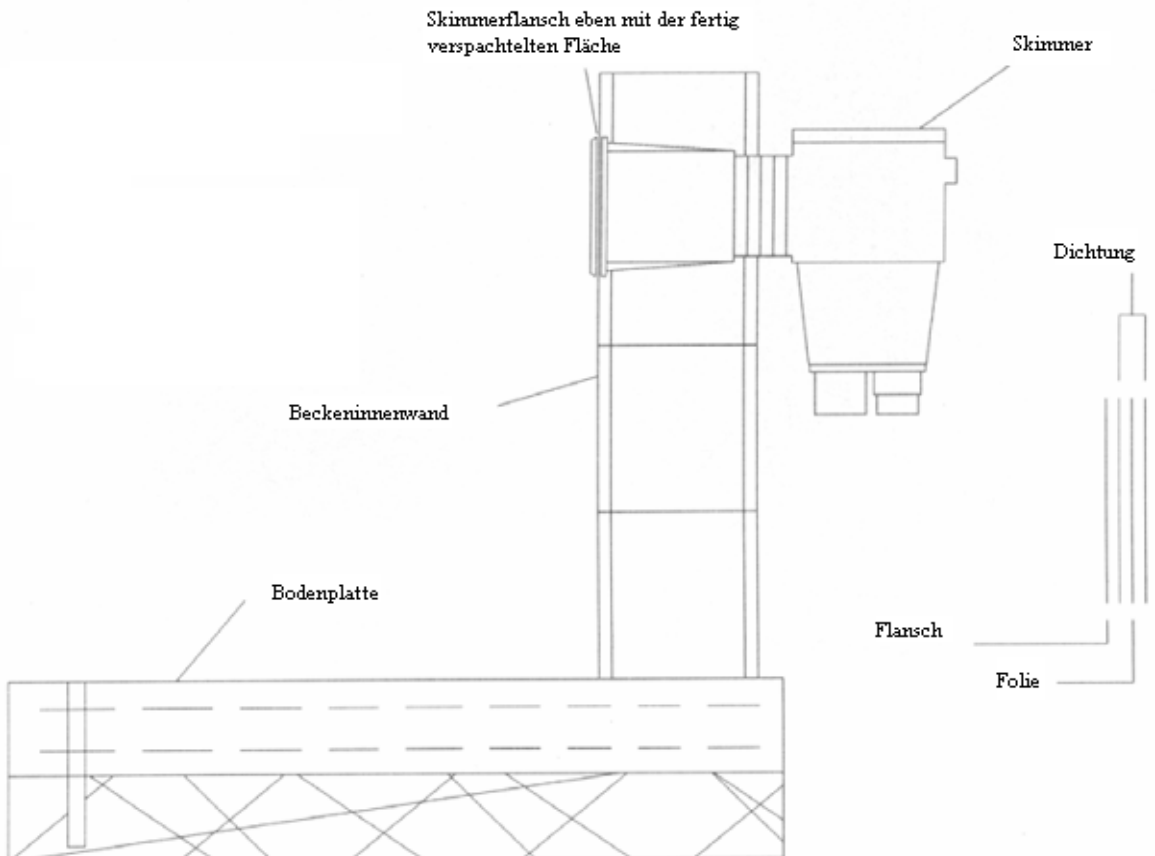 Skimmerflansch eben mit der fertig
verspachtelten Fläche
Skimmer
Dichtung
Beckeninnenwand
Bodenplatte
Flansch
Folie